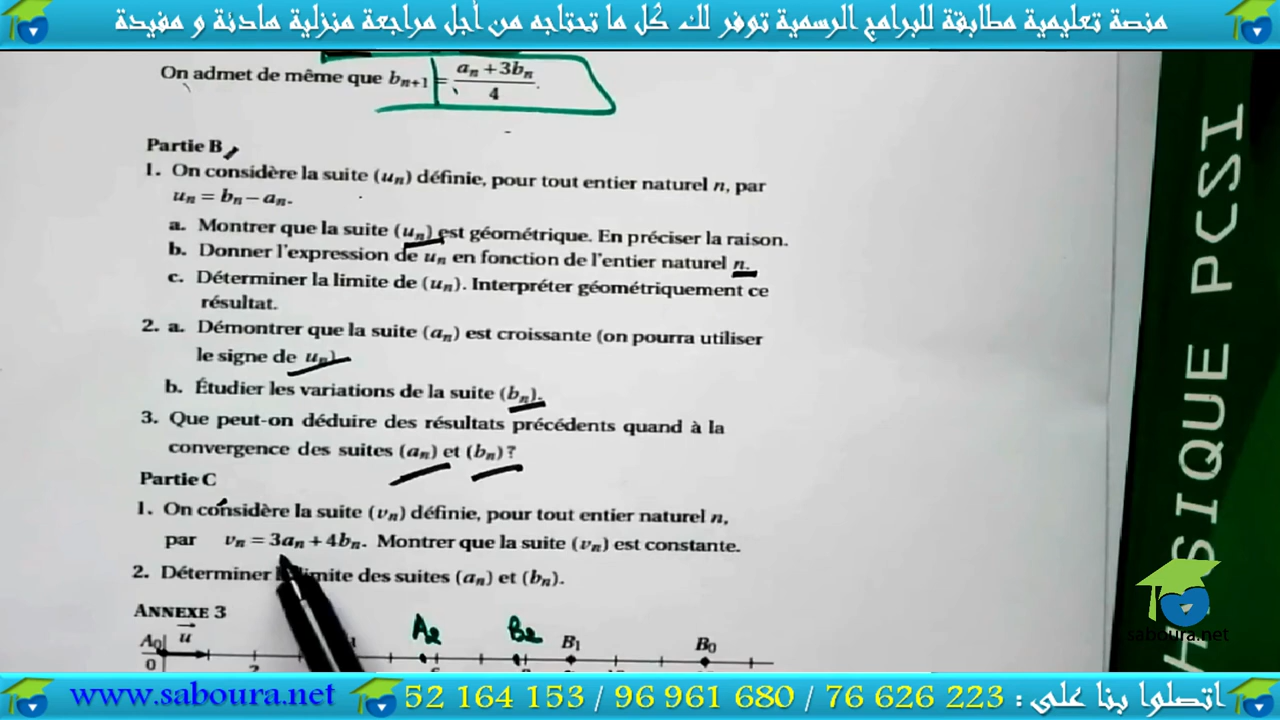 منصة تعليمية مطابقة للبرامج الرسمية توفر لك كل ما تحتاجه من أجل مراجعة منزلية هادئة و مفيدة
On admet de même que bₙ₊₁ = (aₙ + 3bₙ)/4.
Partie B
1. On considère la suite (uₙ) définie, pour tout entier naturel n, par
uₙ = bₙ − aₙ.
a. Montrer que la suite (uₙ) est géométrique. En préciser la raison.
b. Donner l'expression de uₙ en fonction de l'entier naturel n.
c. Déterminer la limite de (uₙ). Interpréter géométriquement ce
résultat.
2. a. Démontrer que la suite (aₙ) est croissante (on pourra utiliser
le signe de uₙ)
b. Étudier les variations de la suite (bₙ).
3. Que peut-on déduire des résultats précédents quand à la
convergence des suites (aₙ) et (bₙ) ?
Partie C
1. On considère la suite (vₙ) définie, pour tout entier naturel n,
par vₙ = 3aₙ + 4bₙ. Montrer que la suite (vₙ) est constante.
2. Déterminer limite des suites (aₙ) et (bₙ).
ANNEXE 3
A₀ u A₂ B₂ B₁ B₀
0
PHYSIQUE PCSI
saboura.net
www.saboura.net 52 164 153 / 96 961 680 / 76 626 223 : اتصلوا بنا على